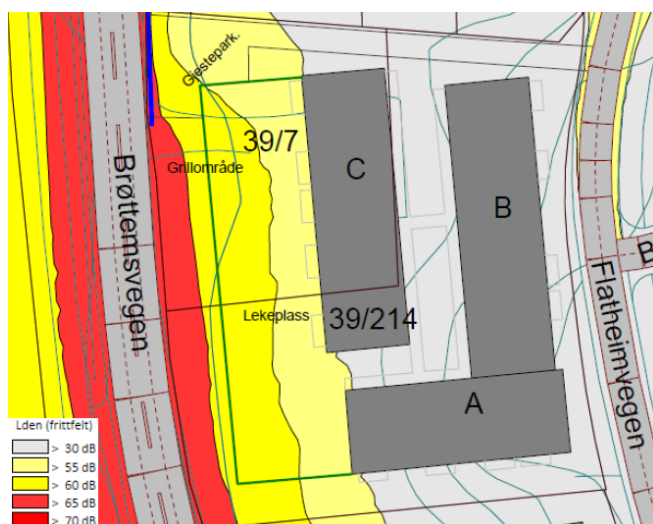 Gjestepark.
39/7
Grillområde
C
B
Brøttemsvegen
B
Flatheimvegen
Lekeplass
39/214
A
Lden (frittfelt)
> 30 dB
> 55 dB
> 60 dB
> 65 dB
> 70 dB